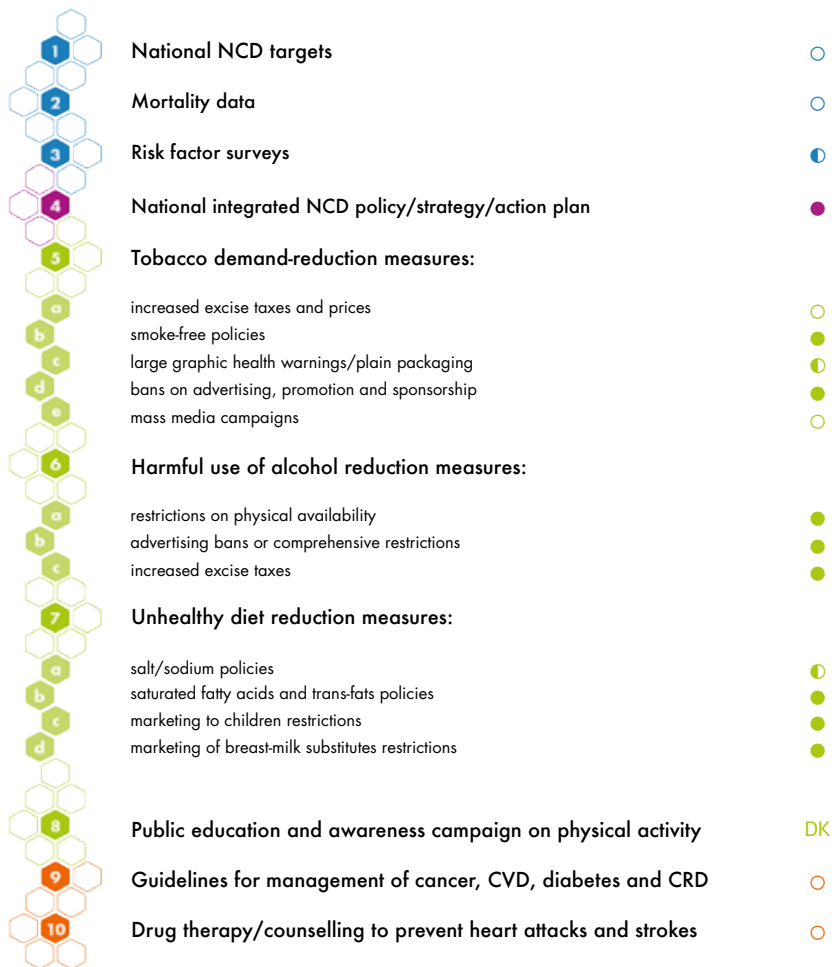 1 National NCD targets ○
2 Mortality data ○
3 Risk factor surveys ◐
4 National integrated NCD policy/strategy/action plan ●
5 Tobacco demand-reduction measures:
a increased excise taxes and prices ○
b smoke-free policies ●
c large graphic health warnings/plain packaging ◐
d bans on advertising, promotion and sponsorship ●
e mass media campaigns ○
6 Harmful use of alcohol reduction measures:
a restrictions on physical availability ●
b advertising bans or comprehensive restrictions ●
c increased excise taxes ●
7 Unhealthy diet reduction measures:
a salt/sodium policies ◐
b saturated fatty acids and trans-fats policies ●
c marketing to children restrictions ●
d marketing of breast-milk substitutes restrictions ●
8 Public education and awareness campaign on physical activity DK
9 Guidelines for management of cancer, CVD, diabetes and CRD ○
10 Drug therapy/counselling to prevent heart attacks and strokes ○